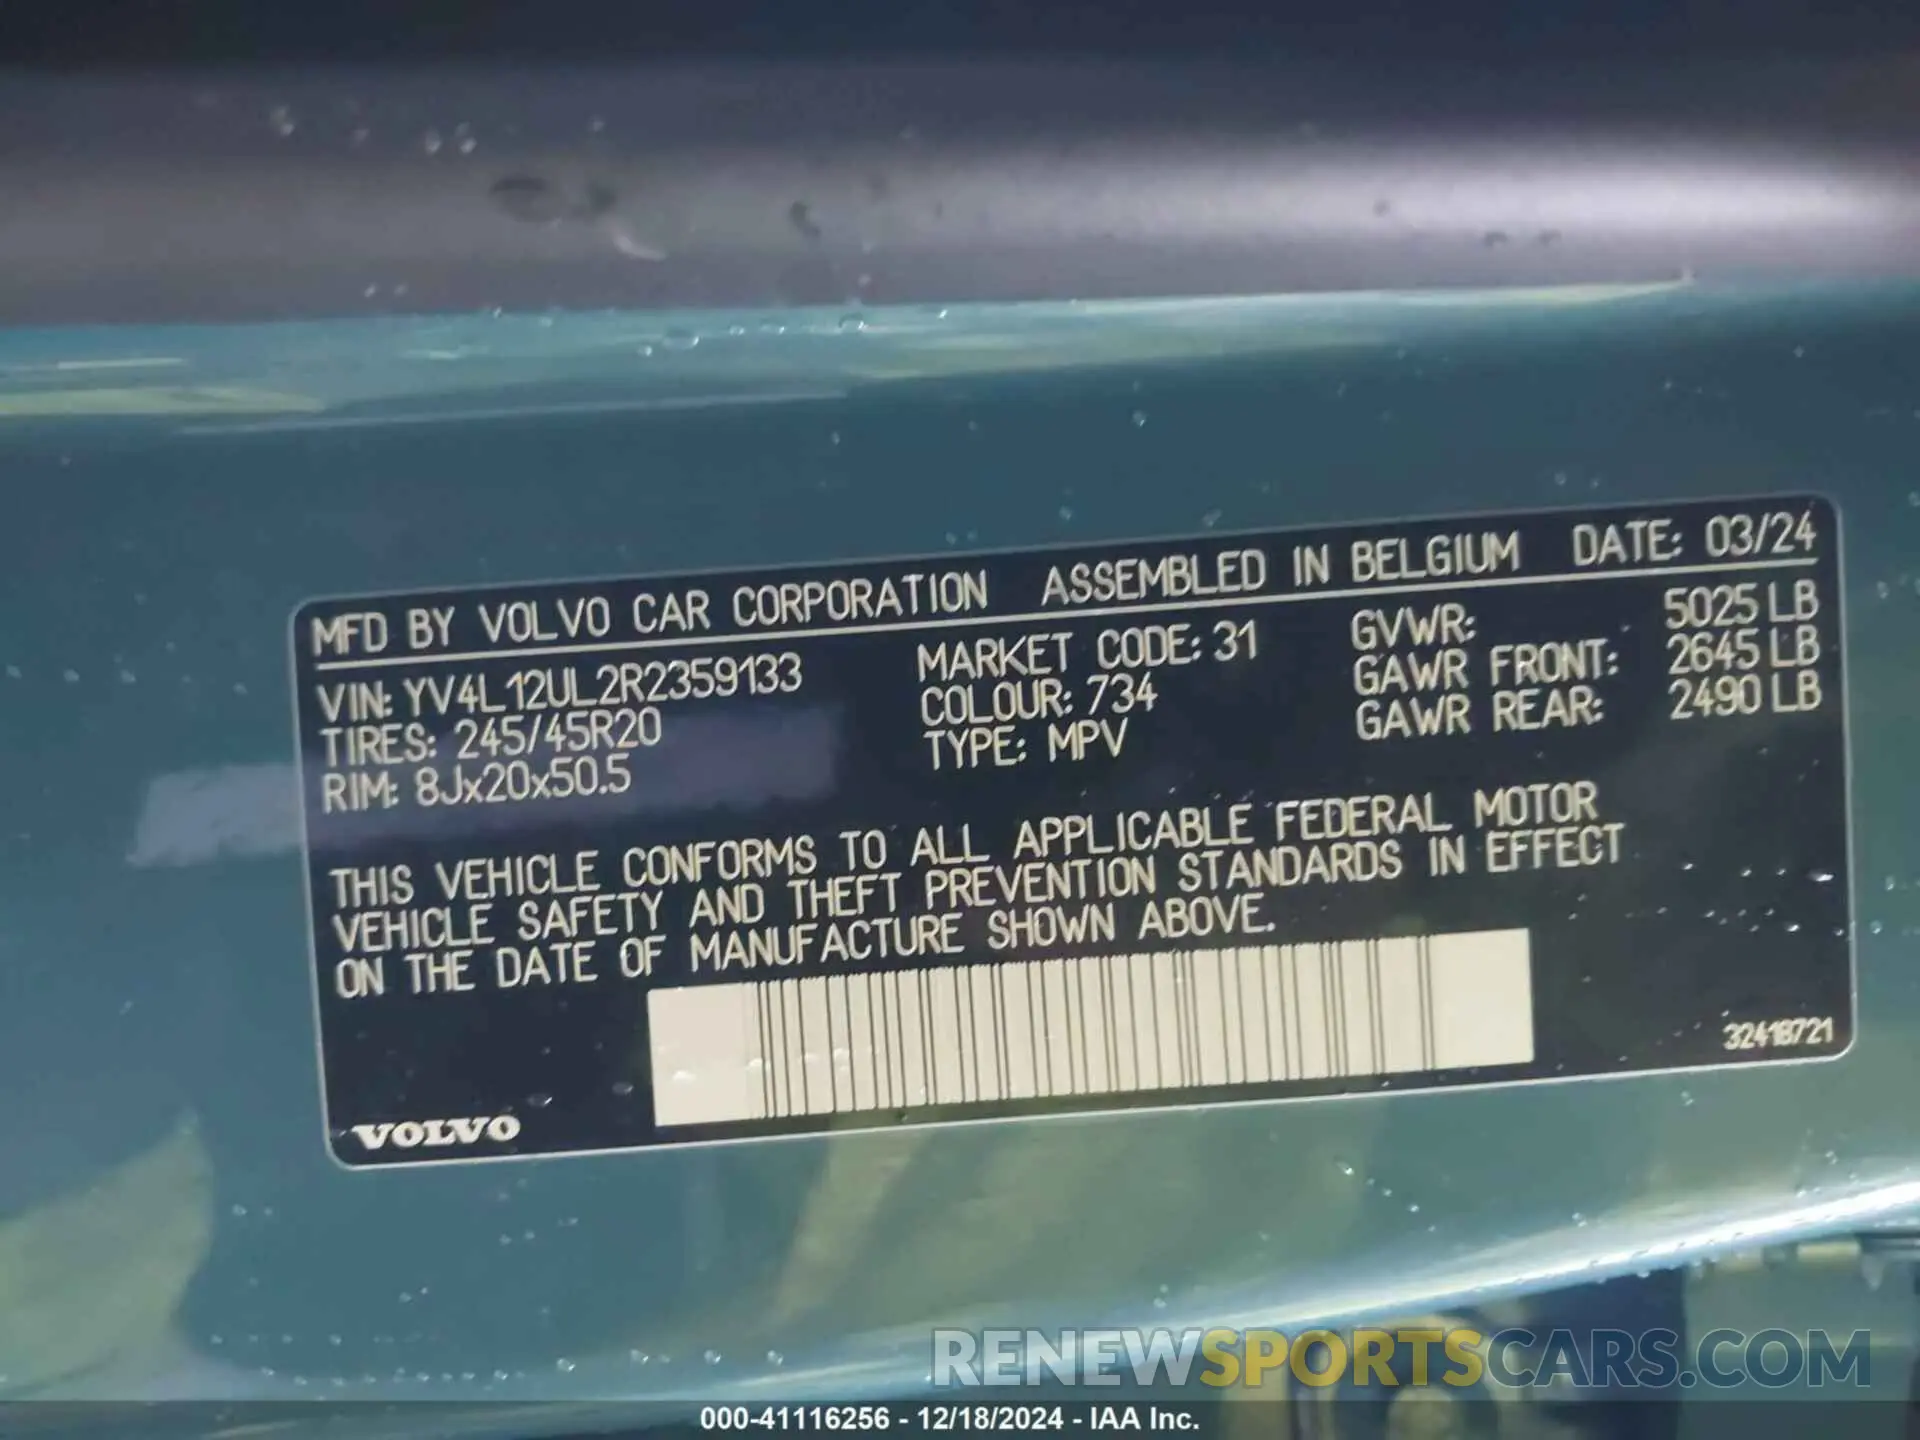 MFD BY VOLVO CAR CORPORATION ASSEMBLED IN BELGIUM DATE: 03/24
VIN: YV4L12UL2R2359133 MARKET CODE: 31 GVWR: 5025 LB
TIRES: 245/45R20 COLOUR: 734 GAWR FRONT: 2645 LB
RIM: 8Jx20x50.5 TYPE: MPV GAWR REAR: 2490 LB
THIS VEHICLE CONFORMS TO ALL APPLICABLE FEDERAL MOTOR
VEHICLE SAFETY AND THEFT PREVENTION STANDARDS IN EFFECT
ON THE DATE OF MANUFACTURE SHOWN ABOVE.
32418721
VOLVO
RENEWSPORTSCARS.COM
000-41116256 - 12/18/2024 - IAA Inc.